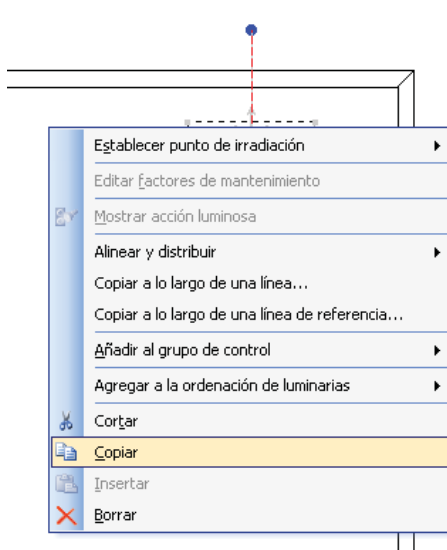 Establecer punto de irradiación
Editar factores de mantenimiento
Mostrar acción luminosa
Alinear y distribuir
Copiar a lo largo de una línea...
Copiar a lo largo de una línea de referencia...
Añadir al grupo de control
Agregar a la ordenación de luminarias
Cortar
Copiar
Insertar
Borrar